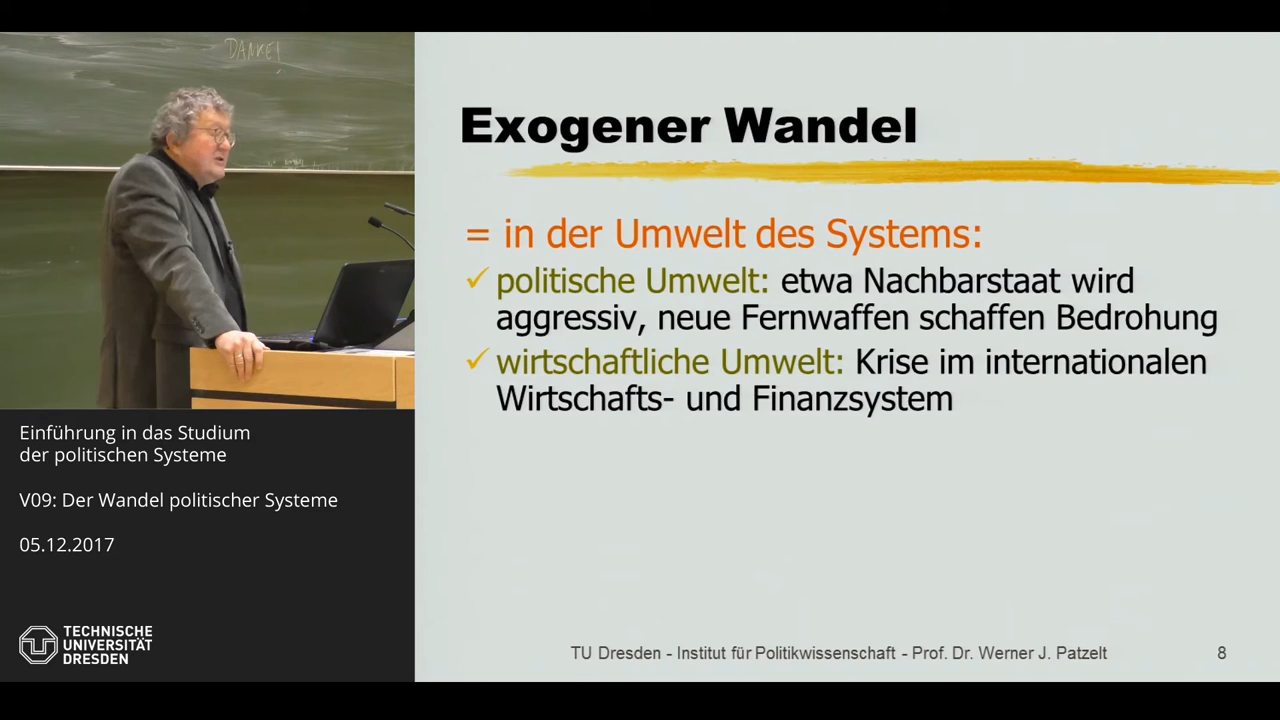 DANKE!
Exogener Wandel
= in der Umwelt des Systems:
✓ politische Umwelt: etwa Nachbarstaat wird
aggressiv, neue Fernwaffen schaffen Bedrohung
✓ wirtschaftliche Umwelt: Krise im internationalen
Wirtschafts- und Finanzsystem
Einführung in das Studium
der politischen Systeme
V09: Der Wandel politischer Systeme
05.12.2017
TECHNISCHE
UNIVERSITÄT
DRESDEN
TU Dresden - Institut für Politikwissenschaft - Prof. Dr. Werner J. Patzelt 8